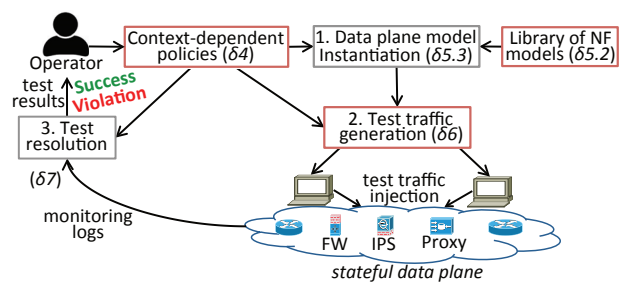 Operator
Context-dependent
policies (δ4)
1. Data plane model
Instantiation (δ5.3)
Library of NF
models (δ5.2)
test
results
Success
Violation
3. Test
resolution
(δ7)
2. Test traffic
generation (δ6)
test traffic
injection
monitoring
logs
FW
IPS
Proxy
stateful data plane